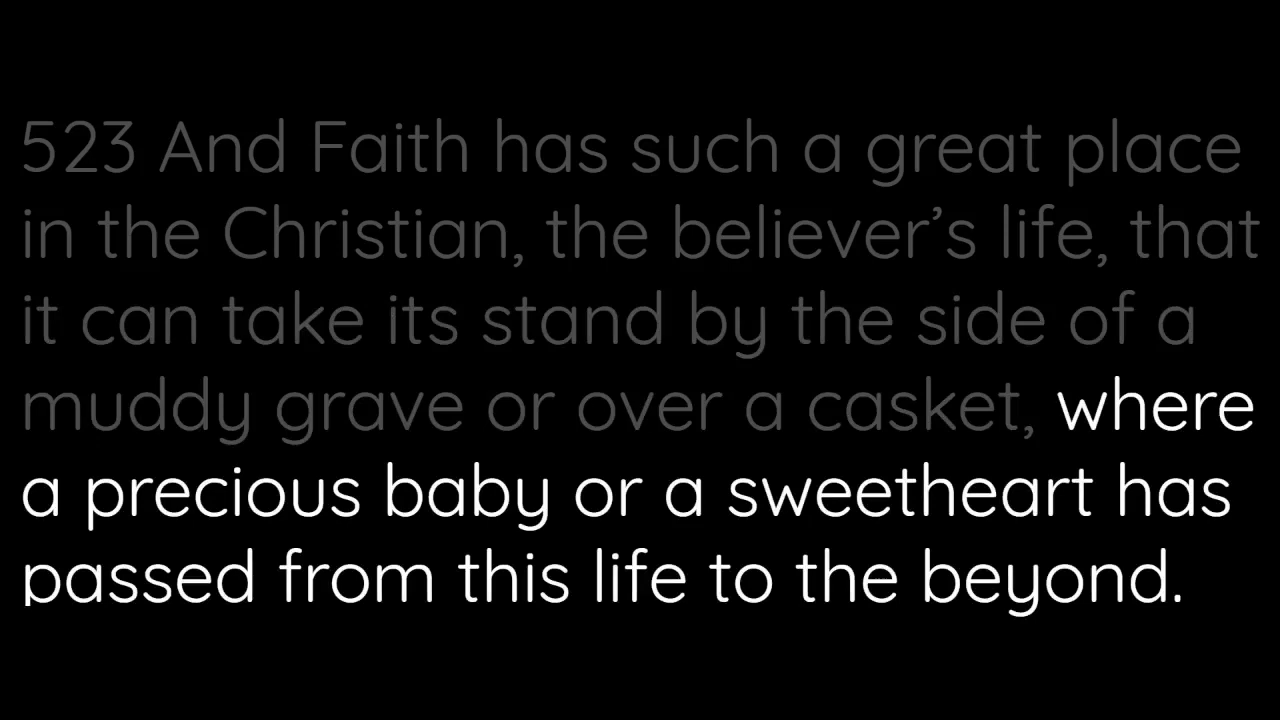 523 And Faith has such a great place
in the Christian, the believer’s life, that
it can take its stand by the side of a
muddy grave or over a casket, where
a precious baby or a sweetheart has
passed from this life to the beyond.